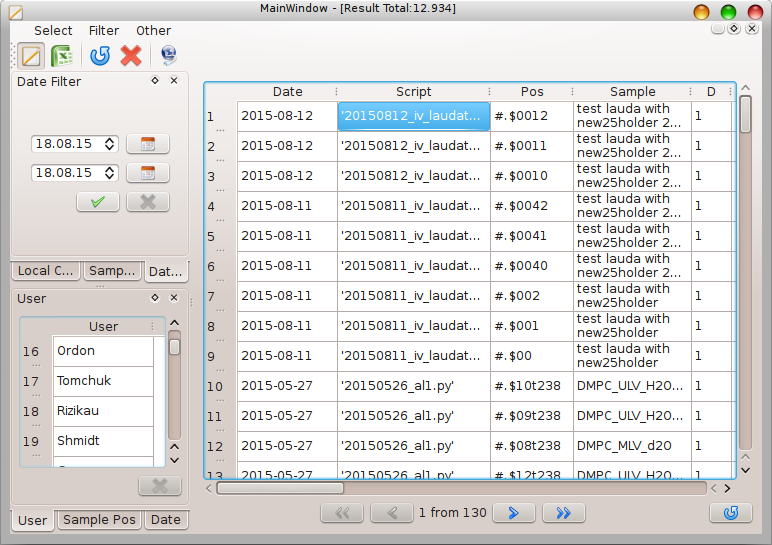 MainWindow - [Result Total:12.934]
Select Filter Other
Date Filter
18.08.15
18.08.15
Local C... Samp... Dat...
User
User
16 Ordon
17 Tomchuk
18 Rizikau
19 Shmidt
User Sample Pos Date
Date Script Pos Sample D
1 2015-08-12 '20150812_iv_laudat... #.$0012 test lauda with new25holder 2... 1
2 2015-08-12 '20150812_iv_laudat... #.$0011 test lauda with new25holder 2... 1
3 2015-08-12 '20150812_iv_laudat... #.$0010 test lauda with new25holder 2... 1
4 2015-08-11 '20150811_iv_laudat... #.$0042 test lauda with new25holder 2... 1
5 2015-08-11 '20150811_iv_laudat... #.$0041 test lauda with new25holder 2... 1
6 2015-08-11 '20150811_iv_laudat... #.$0040 test lauda with new25holder 2... 1
7 2015-08-11 '20150811_iv_laudat... #.$002 test lauda with new25holder 1
8 2015-08-11 '20150811_iv_laudat... #.$001 test lauda with new25holder 1
9 2015-08-11 '20150811_iv_laudat... #.$00 test lauda with new25holder 1
10 2015-05-27 '20150526_al1.py' #.$10t238 DMPC_ULV_H2O... 1
11 2015-05-27 '20150526_al1.py' #.$09t238 DMPC_ULV_H2O... 1
12 2015-05-27 '20150526_al1.py' #.$08t238 DMPC_MLV_d2O 1
13 2015-05-27 '20150526_al1.py' #.$12t238 DMPC_ULV_H2O... 1
1 from 130